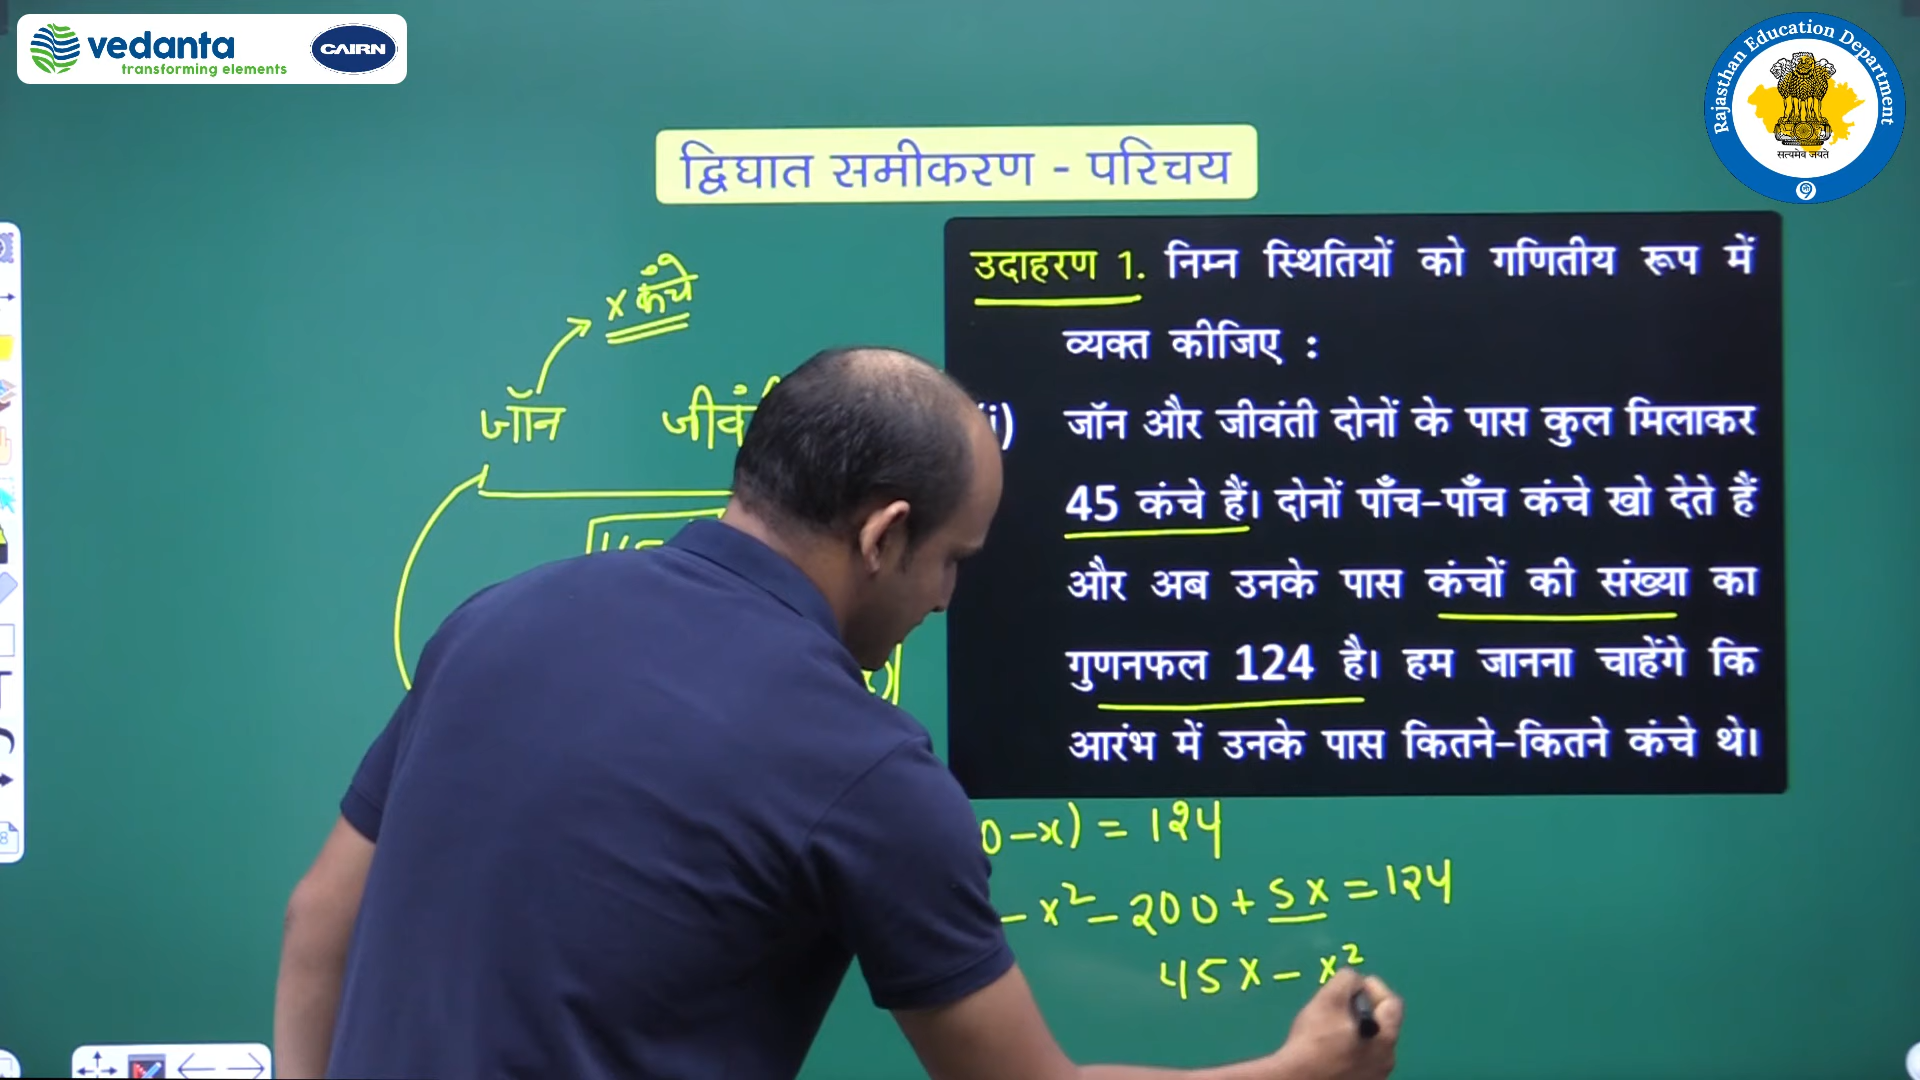 vedanta
transforming elements
CAIRN
Rajasthan Education Department
सत्यमेव जयते
द्विघात समीकरण - परिचय
उदाहरण 1. निम्न स्थितियों को गणितीय रूप में
व्यक्त कीजिए :
(i) जॉन और जीवंती दोनों के पास कुल मिलाकर
45 कंचे हैं। दोनों पाँच-पाँच कंचे खो देते हैं
और अब उनके पास कंचों की संख्या का
गुणनफल 124 है। हम जानना चाहेंगे कि
आरंभ में उनके पास कितने-कितने कंचे थे।
x कंचे
जॉन
0-x) = 124
- x² - 200 + 5x = 124
45x - x²